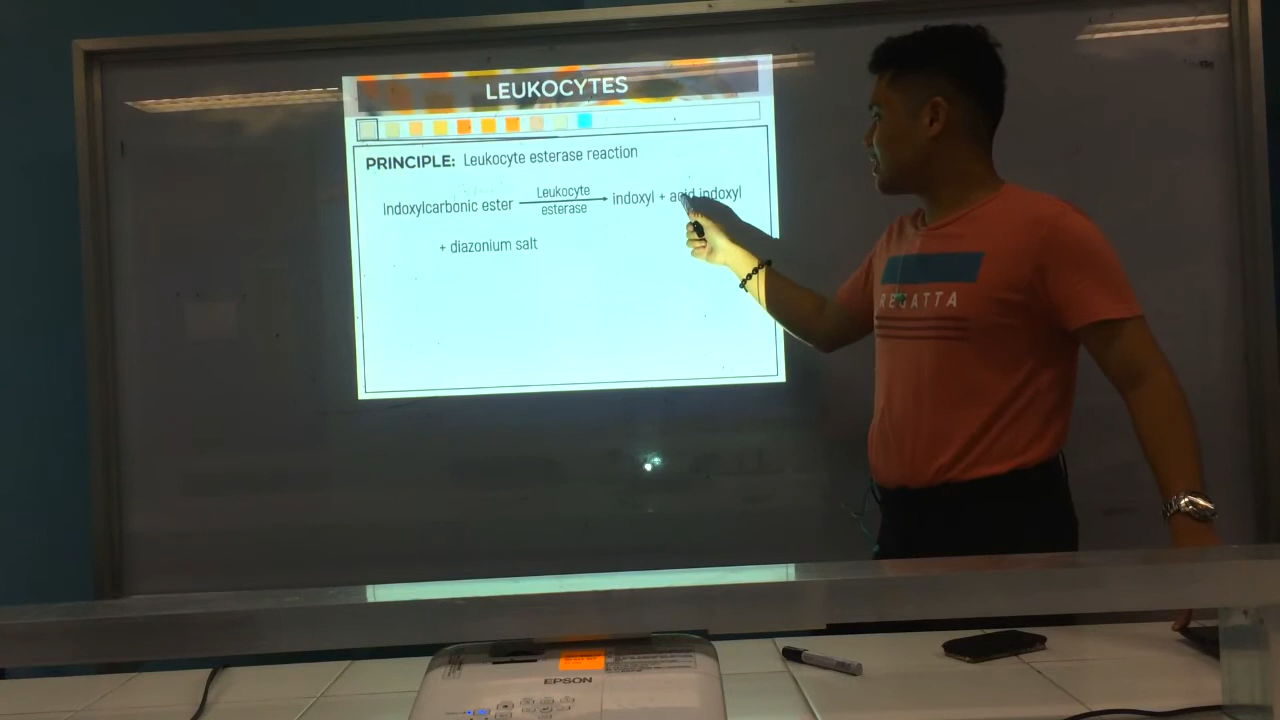 LEUKOCYTES
PRINCIPLE: Leukocyte esterase reaction
Indoxylcarbonic ester Leukocyte esterase indoxyl + acid indoxyl
+ diazonium salt
REGATTA
EPSON